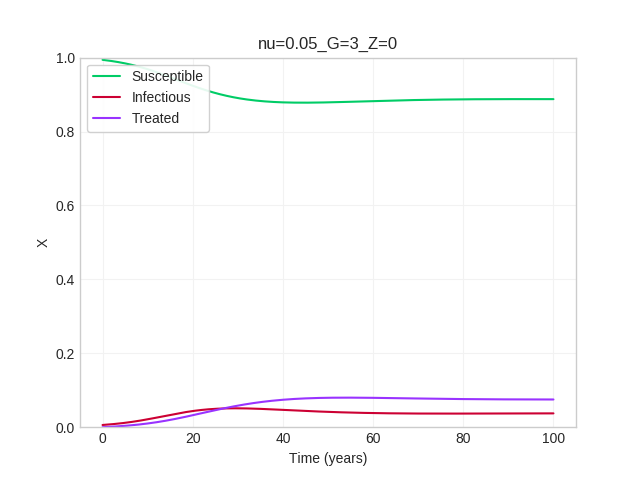 nu=0.05_G=3_Z=0
Susceptible
Infectious
Treated
1.0
0.8
0.6
0.4
0.2
0.0
X
0 20 40 60 80 100
Time (years)